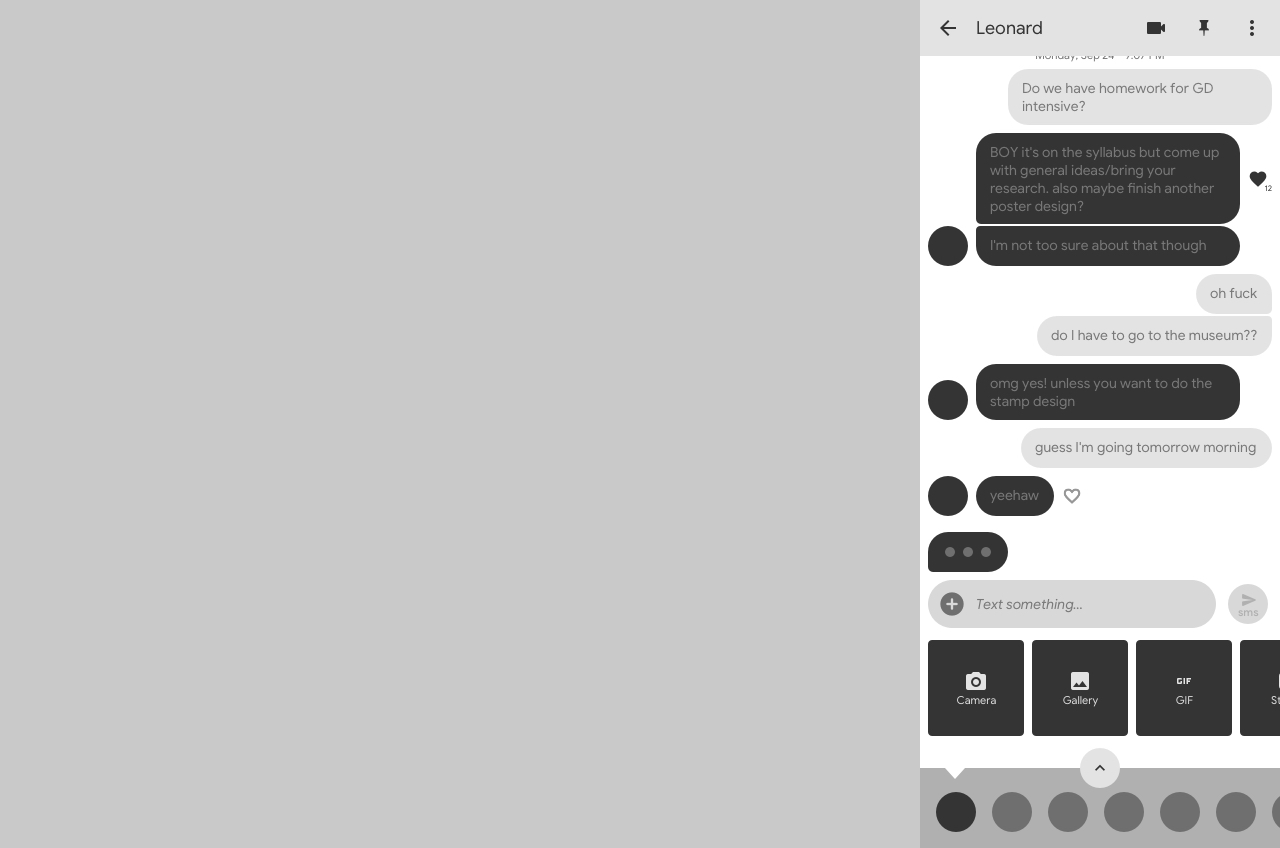 Leonard
Monday, Sep 24 · 7:07 PM
Do we have homework for GD
intensive?
BOY it's on the syllabus but come up
with general ideas/bring your
research. also maybe finish another
poster design?
12
I'm not too sure about that though
oh fuck
do I have to go to the museum??
omg yes! unless you want to do the
stamp design
guess I'm going tomorrow morning
yeehaw
Text something...
sms
Camera
Gallery
GIF
GIF